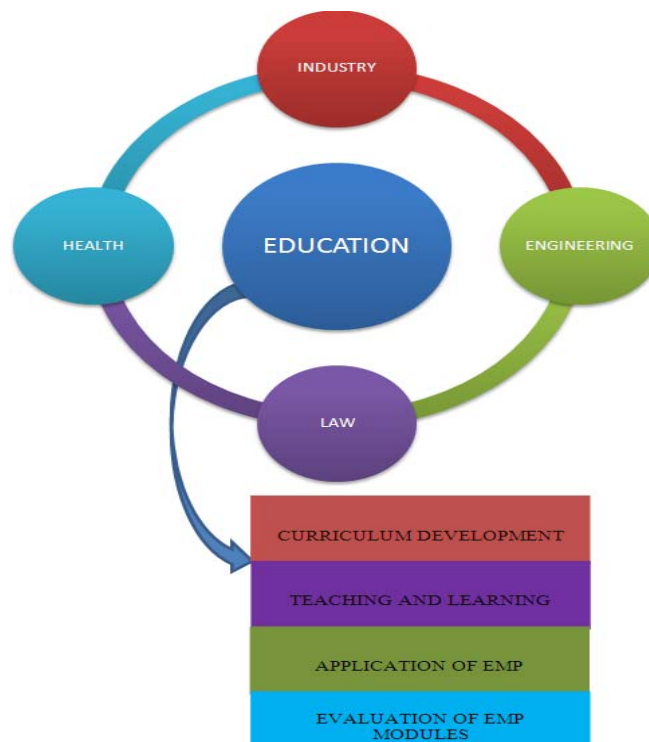 INDUSTRY
HEALTH
EDUCATION
ENGINEERING
LAW
CURRICULUM DEVELOPMENT
TEACHING AND LEARNING
APPLICATION OF EMP
EVALUATION OF EMP
MODULES